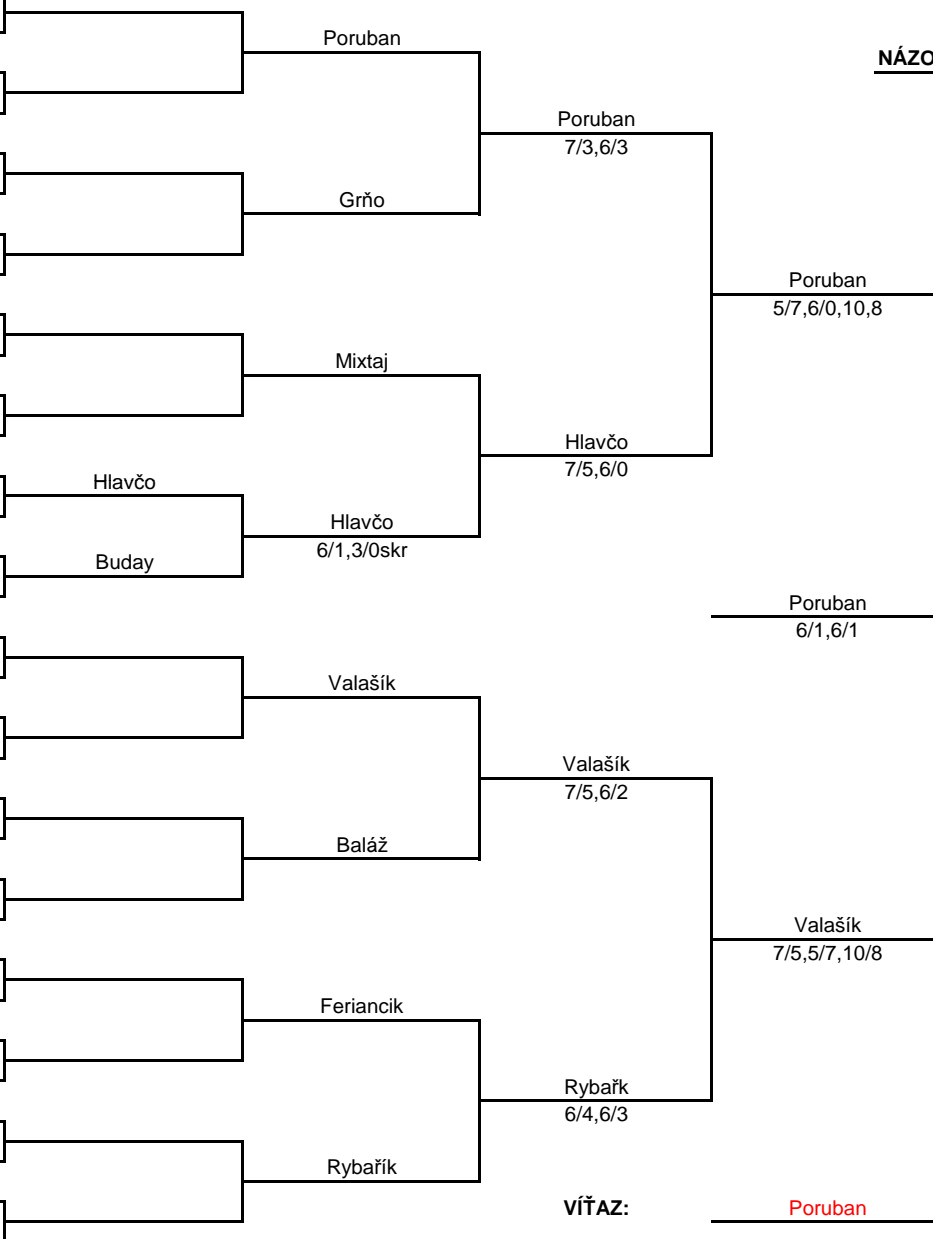 Poruban
NÁZO
Poruban
7/3,6/3
Grňo
Poruban
5/7,6/0,10,8
Mixtaj
Hlavčo
7/5,6/0
Hlavčo
Hlavčo
6/1,3/0skr
Buday
Poruban
6/1,6/1
Valašík
Valašík
7/5,6/2
Baláž
Valašík
7/5,5/7,10/8
Feriancik
Rybařk
6/4,6/3
Rybařík
VÍŤAZ: Poruban